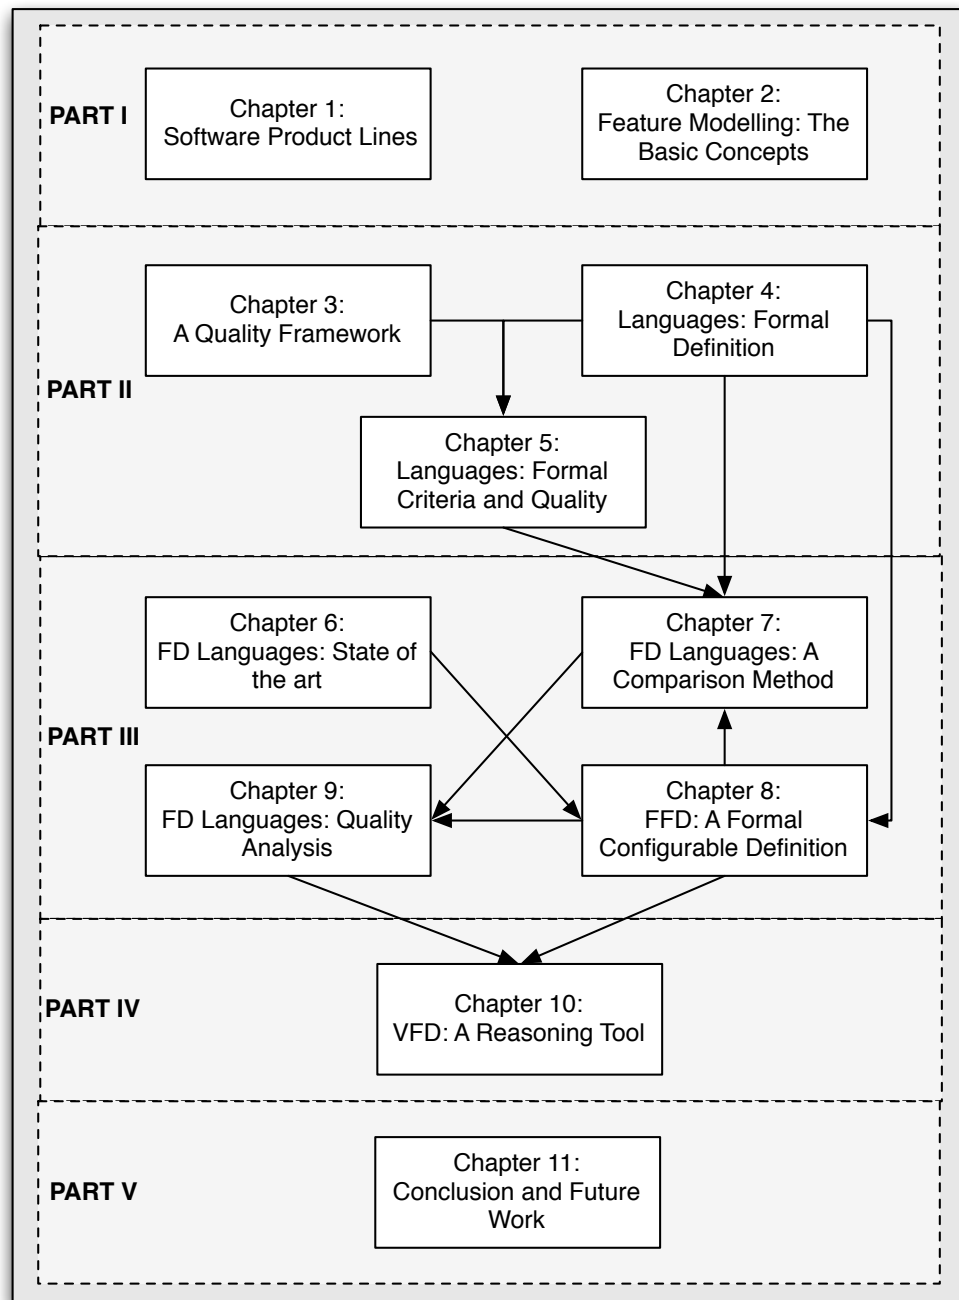 PART I
Chapter 1:
Software Product Lines
Chapter 2:
Feature Modelling: The
Basic Concepts
PART II
Chapter 3:
A Quality Framework
Chapter 4:
Languages: Formal
Definition
Chapter 5:
Languages: Formal
Criteria and Quality
PART III
Chapter 6:
FD Languages: State of
the art
Chapter 7:
FD Languages: A
Comparison Method
Chapter 9:
FD Languages: Quality
Analysis
Chapter 8:
FFD: A Formal
Configurable Definition
PART IV
Chapter 10:
VFD: A Reasoning Tool
PART V
Chapter 11:
Conclusion and Future
Work